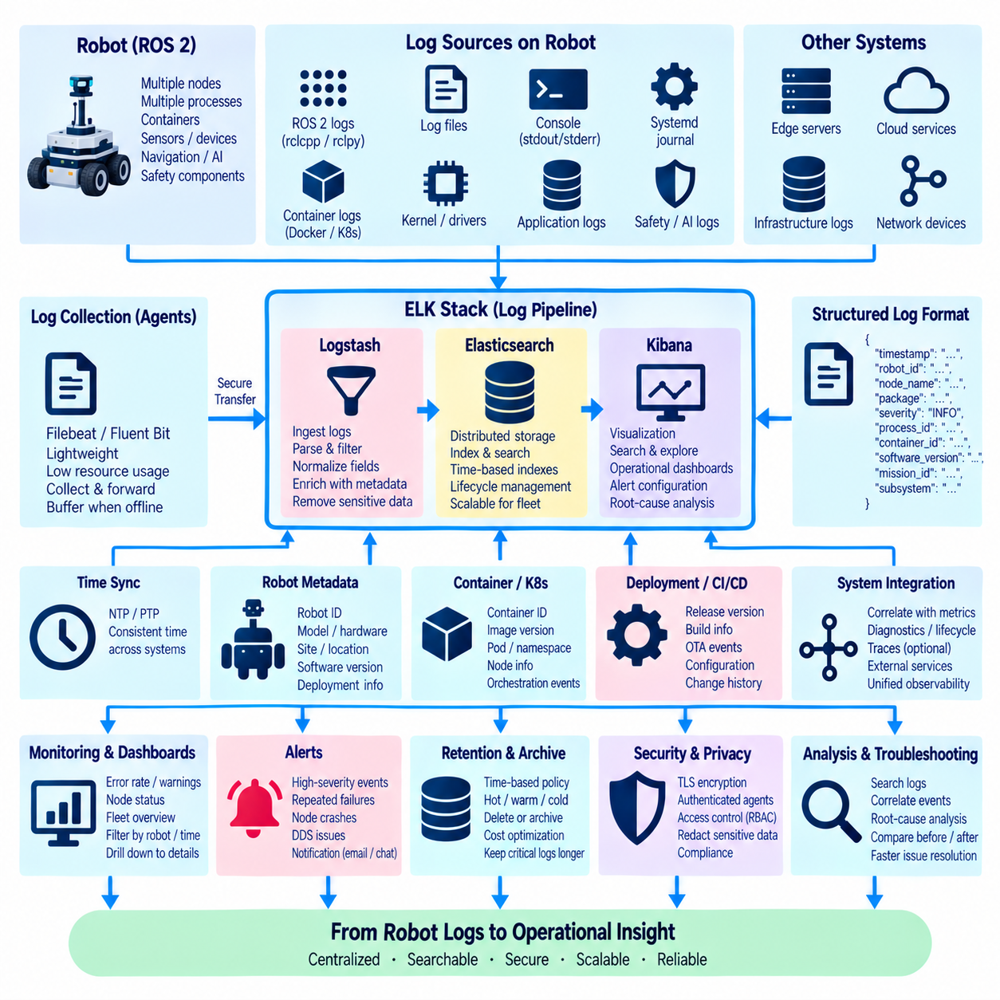 Robot (ROS 2)
Multiple nodes
Multiple processes
Containers
Sensors / devices
Navigation / AI
Safety components
Log Sources on Robot
ROS 2 logs
(rclcpp / rclpy)
Log files
Console
(stdout/stderr)
Systemd
journal
Container logs
(Docker / K8s)
Kernel / drivers
Application logs
Safety / AI logs
Other Systems
Edge servers
Cloud services
Infrastructure logs
Network devices
Log Collection (Agents)
Filebeat / Fluent Bit
Lightweight
Low resource usage
Collect & forward
Buffer when offline
Secure
Transfer
ELK Stack (Log Pipeline)
Logstash
Ingest logs
Parse & filter
Normalize fields
Enrich with metadata
Remove sensitive data
Elasticsearch
Distributed storage
Index & search
Time-based indexes
Lifecycle management
Scalable for fleet
Kibana
Visualization
Search & explore
Operational dashboards
Alert configuration
Root-cause analysis
Structured Log Format
{
"timestamp": "...",
"robot_id": "...",
"node_name": "...",
"package": "...",
"severity": "INFO",
"process_id": "...",
"container_id": "...",
"software_version": "...",
"mission_id": "...",
"subsystem": "..."
}
Time Sync
NTP / PTP
Consistent time
across systems
Robot Metadata
Robot ID
Model / hardware
Site / location
Software version
Deployment info
Container / K8s
Container ID
Image version
Pod / namespace
Node info
Orchestration events
Deployment / CI/CD
Release version
Build info
OTA events
Configuration
Change history
System Integration
Correlate with metrics
Diagnostics / lifecycle
Traces (optional)
External services
Unified observability
Monitoring & Dashboards
Error rate / warnings
Node status
Fleet overview
Filter by robot / time
Drill down to details
Alerts
High-severity events
Repeated failures
Node crashes
DDS issues
Notification (email / chat)
Retention & Archive
Time-based policy
Hot / warm / cold
Delete or archive
Cost optimization
Keep critical logs longer
Security & Privacy
TLS encryption
Authenticated agents
Access control (RBAC)
Redact sensitive data
Compliance
Analysis & Troubleshooting
Search logs
Correlate events
Root-cause analysis
Compare before / after
Faster issue resolution
From Robot Logs to Operational Insight
Centralized · Searchable · Secure · Scalable · Reliable